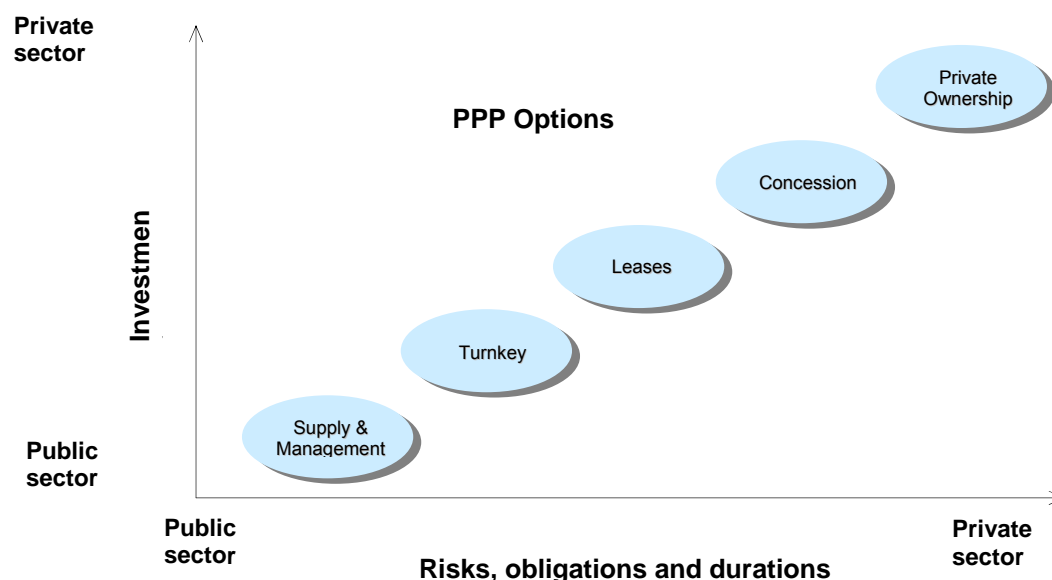 Private
sector
Private
Ownership
PPP Options
Concession
Leases
Investmen
Turnkey
Supply &
Management
Public
sector
Public
sector
Private
sector
Risks, obligations and durations